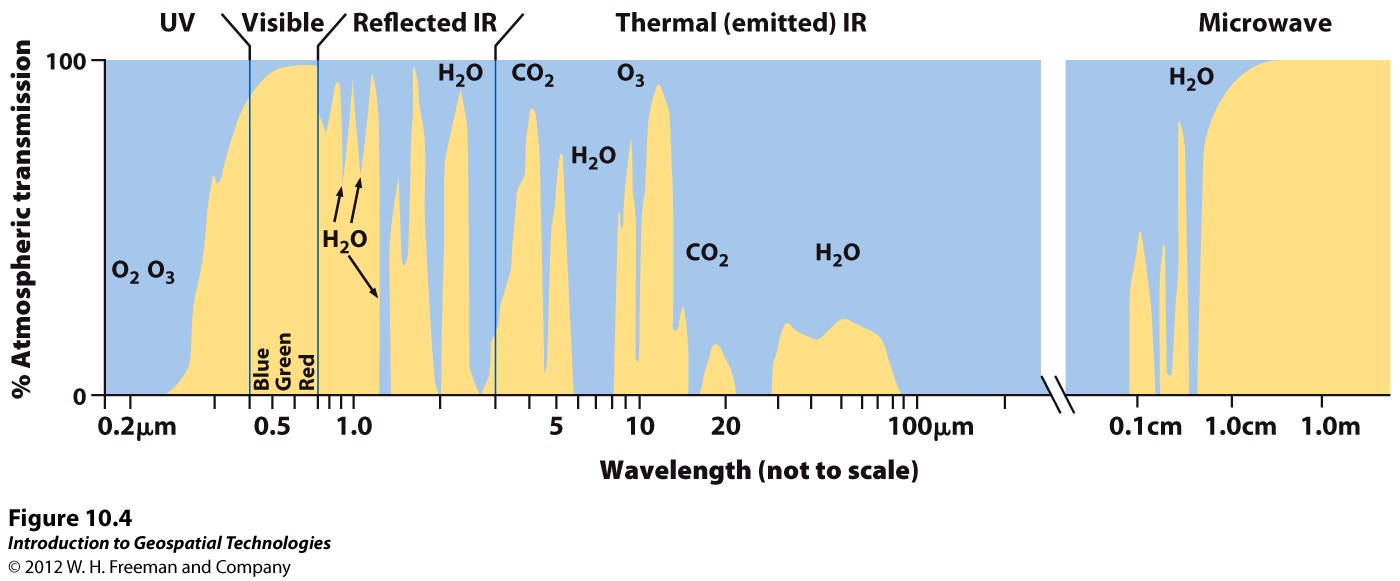 UV Visible Reflected IR Thermal (emitted) IR Microwave
% Atmospheric transmission
100
H₂O CO₂ O₃ H₂O
H₂O
H₂O
CO₂ H₂O
O₂ O₃
Blue
Green
Red
0
0.2μm 0.5 1.0 5 10 20 100μm 0.1cm 1.0cm 1.0m
Wavelength (not to scale)
Figure 10.4
Introduction to Geospatial Technologies
© 2012 W. H. Freeman and Company